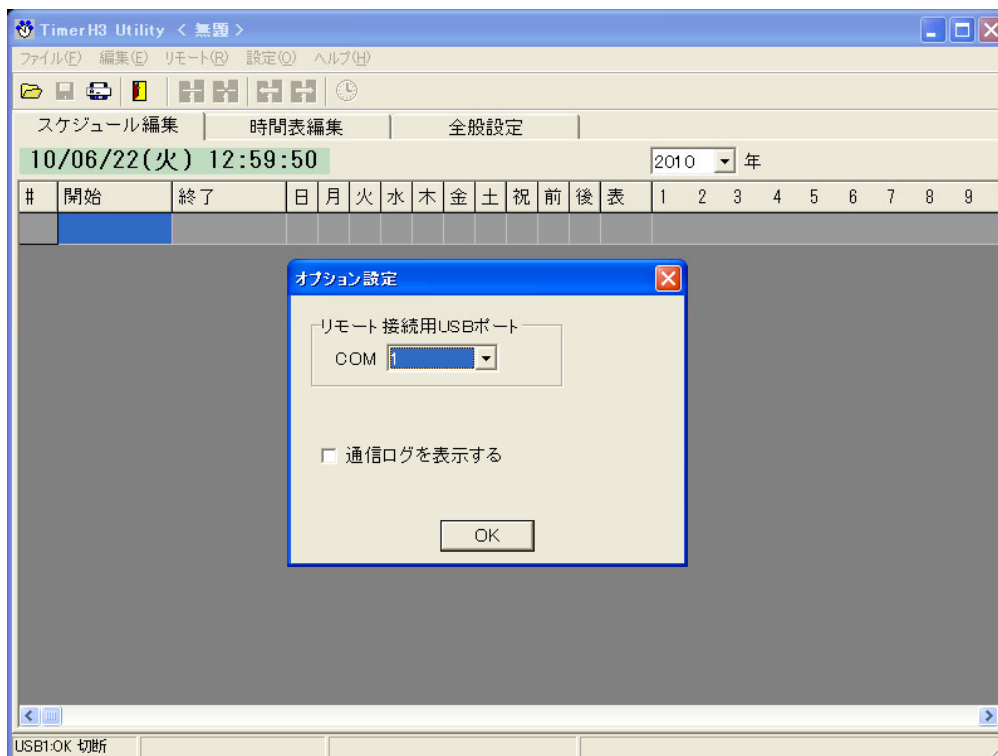 TimerH3 Utility < 無題 >
ファイル(F) 編集(E) リモート(R) 設定(O) ヘルプ(H)
スケジュール編集 時間表編集 全般設定
10/06/22(火) 12:59:50 2010 年
# 開始 終了 日 月 火 水 木 金 土 祝 前 後 表 1 2 3 4 5 6 7 8 9
オプション設定
リモート接続用USBポート
COM 1
通信ログを表示する
OK
USB1:OK 切断